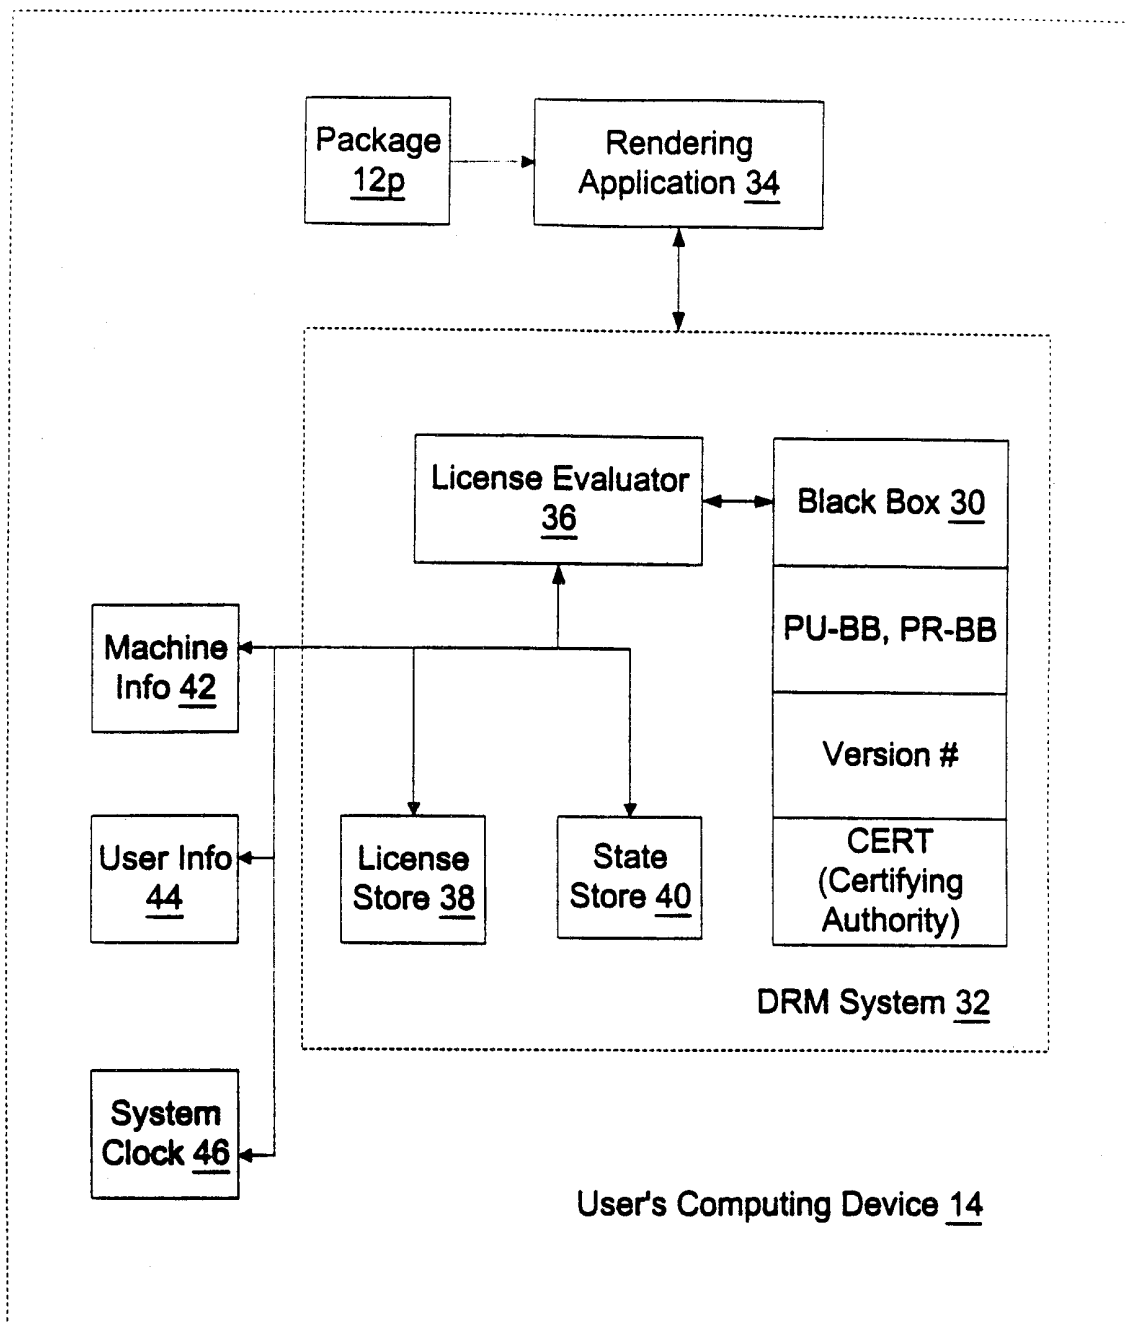 Package
12p
Rendering
Application 34
License Evaluator
36
Black Box 30
PU-BB, PR-BB
Version #
CERT
(Certifying
Authority)
Machine
Info 42
User Info
44
License
Store 38
State
Store 40
DRM System 32
System
Clock 46
User's Computing Device 14